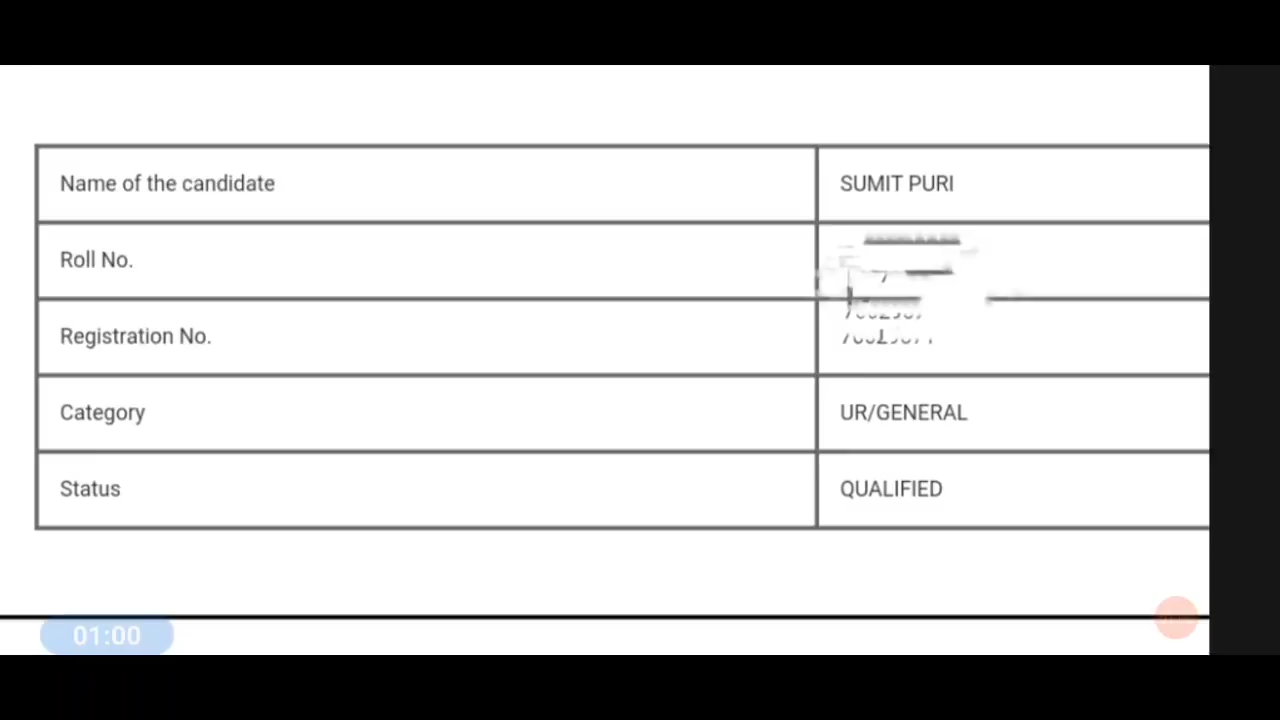 Name of the candidate SUMIT PURI
Roll No.
Registration No.
Category UR/GENERAL
Status QUALIFIED
01:00